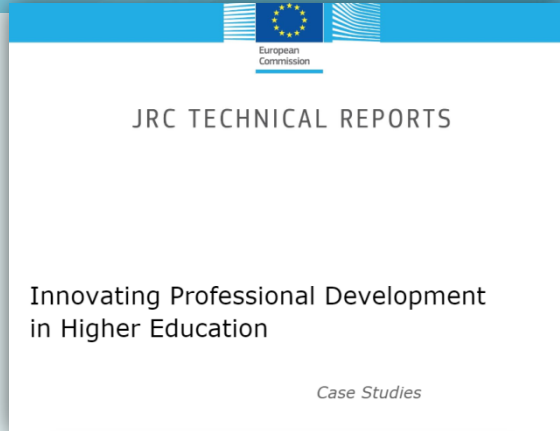 European
Commission
JRC TECHNICAL REPORTS
Innovating Professional Development
in Higher Education
Case Studies